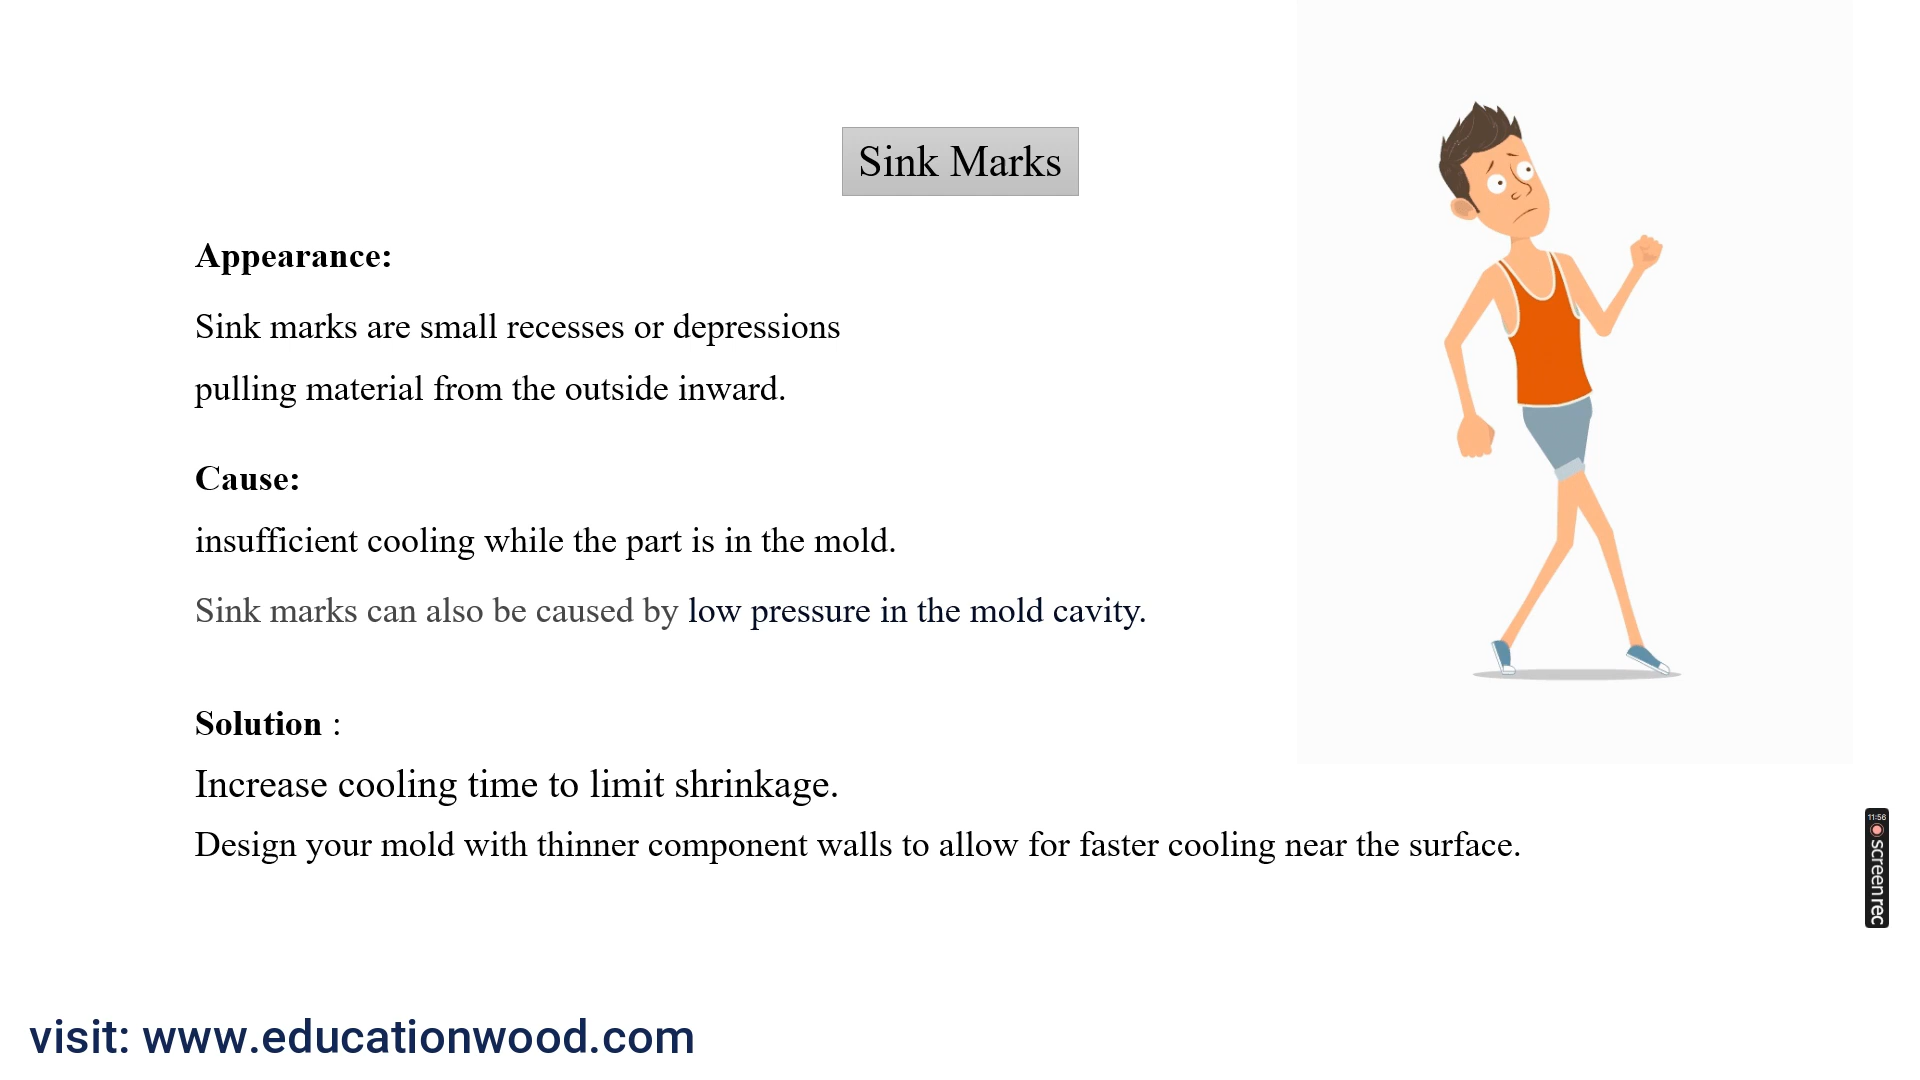 Sink Marks
Appearance:
Sink marks are small recesses or depressions
pulling material from the outside inward.
Cause:
insufficient cooling while the part is in the mold.
Sink marks can also be caused by low pressure in the mold cavity.
Solution :
Increase cooling time to limit shrinkage.
Design your mold with thinner component walls to allow for faster cooling near the surface.
11:56
screenrec
visit: www.educationwood.com